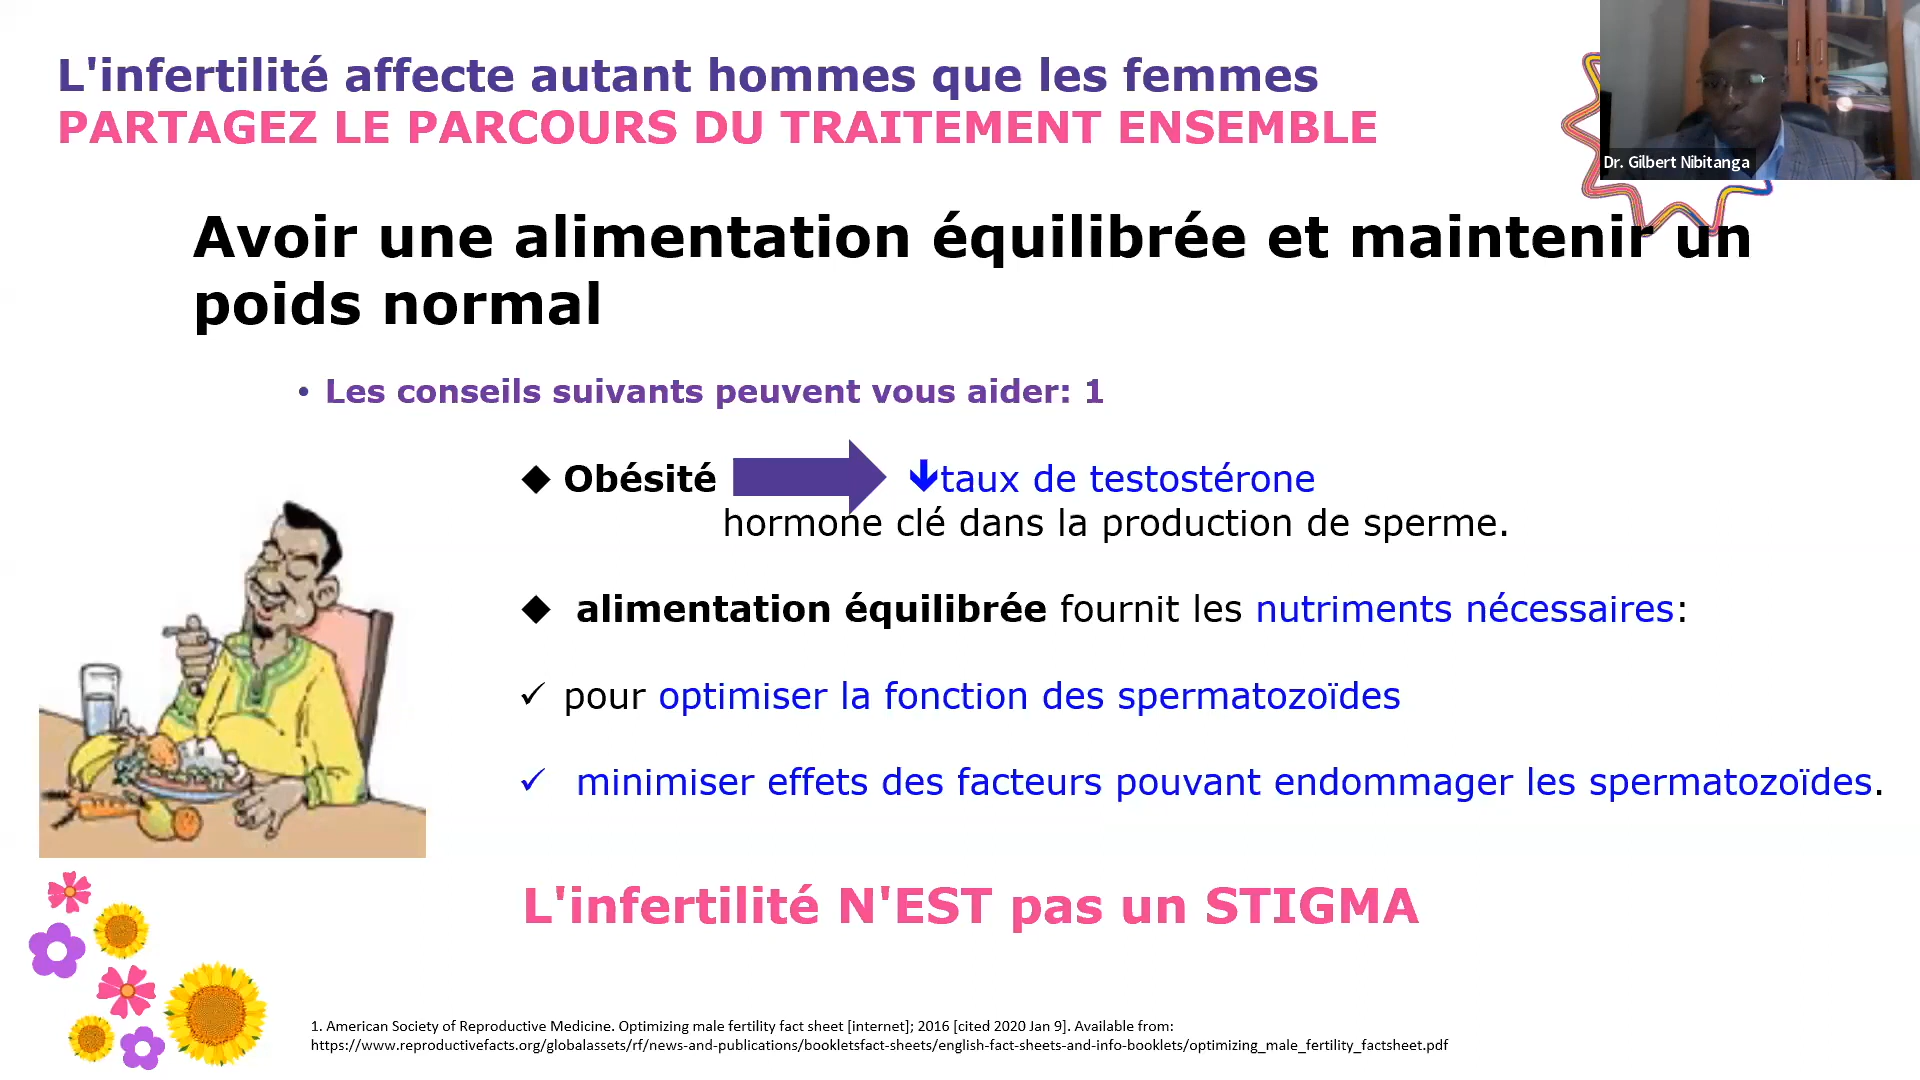 L'infertilité affecte autant hommes que les femmes
PARTAGEZ LE PARCOURS DU TRAITEMENT ENSEMBLE
Dr. Gilbert Nibitanga
Avoir une alimentation équilibrée et maintenir un
poids normal
• Les conseils suivants peuvent vous aider: 1
◆ Obésité 🡻taux de testostérone
hormone clé dans la production de sperme.
◆ alimentation équilibrée fournit les nutriments nécessaires:
✓ pour optimiser la fonction des spermatozoïdes
✓ minimiser effets des facteurs pouvant endommager les spermatozoïdes.
L'infertilité N'EST pas un STIGMA
1. American Society of Reproductive Medicine. Optimizing male fertility fact sheet [internet]; 2016 [cited 2020 Jan 9]. Available from:
https://www.reproductivefacts.org/globalassets/rf/news-and-publications/bookletsfact-sheets/english-fact-sheets-and-info-booklets/optimizing_male_fertility_factsheet.pdf